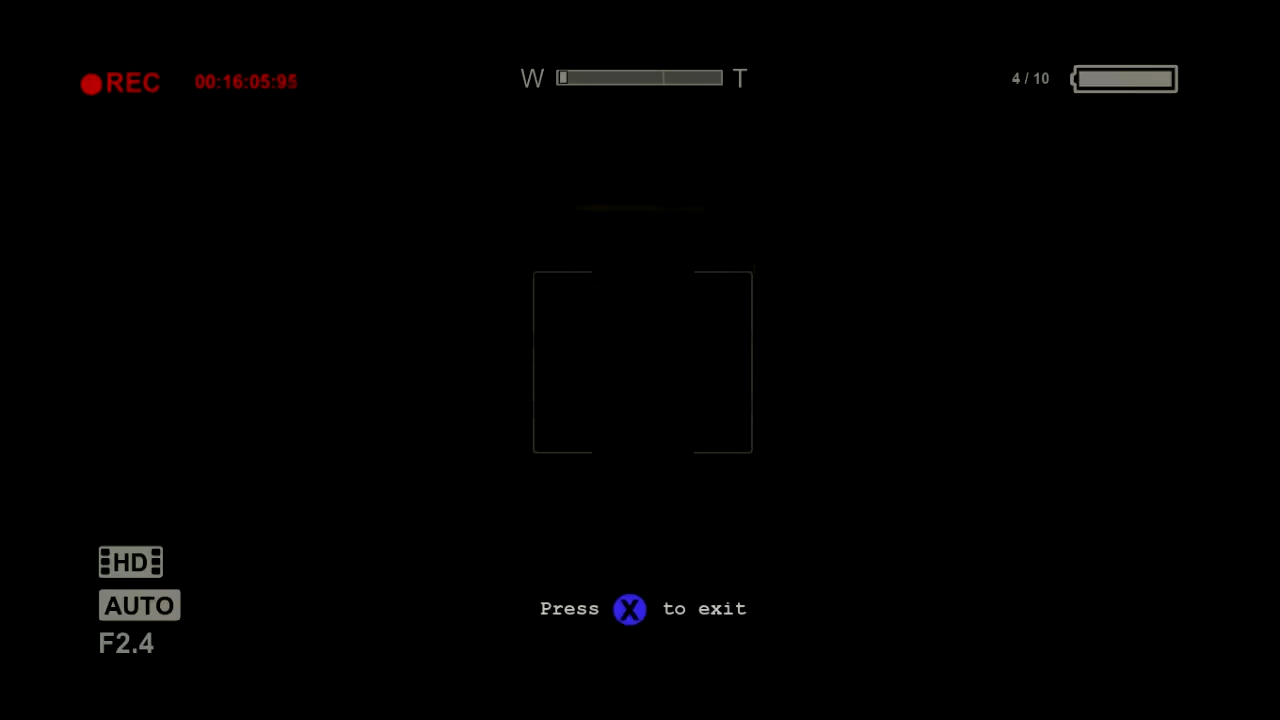 REC 00:16:05:95 W T 4 / 10
HD
AUTO
F2.4
Press X to exit